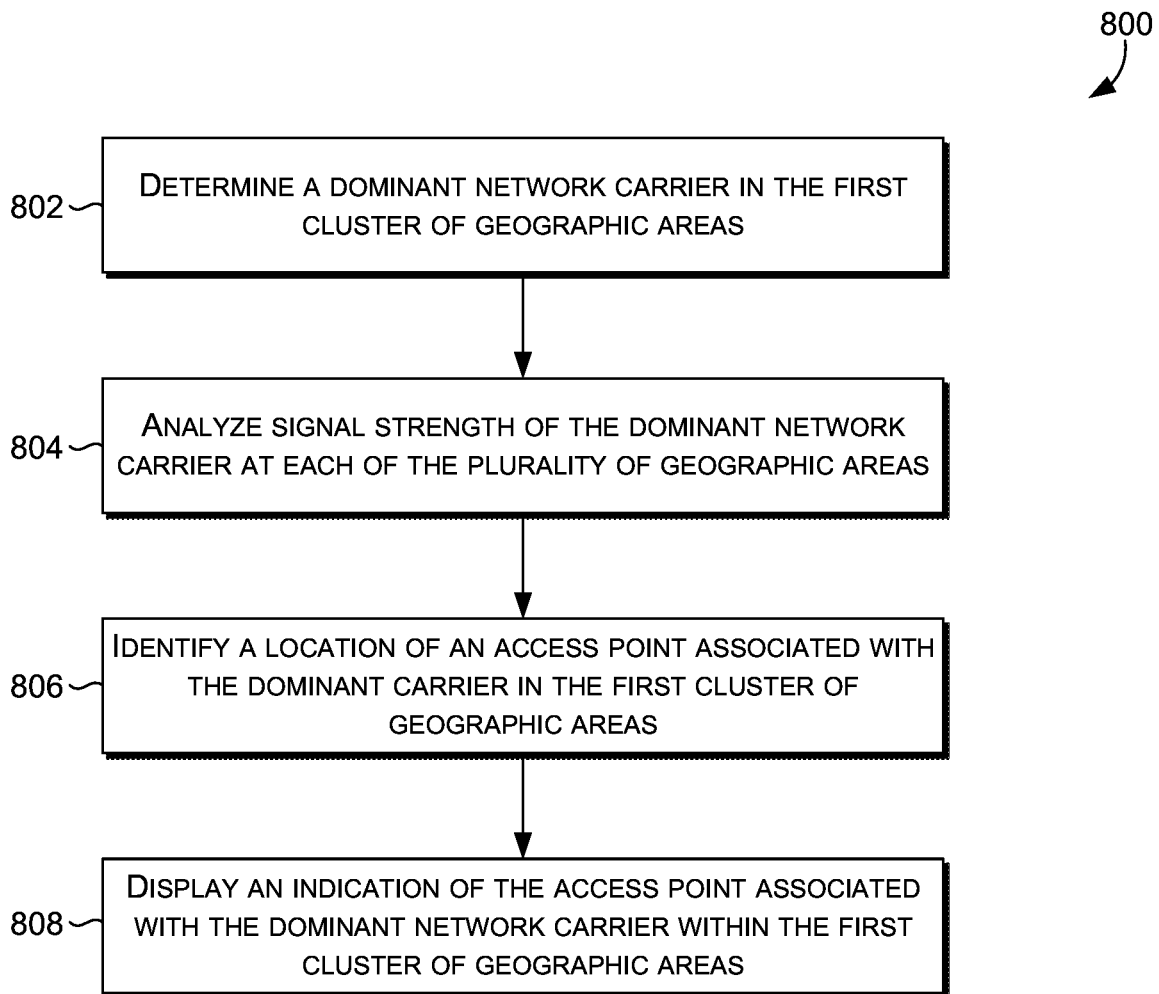 800
802
DETERMINE A DOMINANT NETWORK CARRIER IN THE FIRST
CLUSTER OF GEOGRAPHIC AREAS
804
ANALYZE SIGNAL STRENGTH OF THE DOMINANT NETWORK
CARRIER AT EACH OF THE PLURALITY OF GEOGRAPHIC AREAS
806
IDENTIFY A LOCATION OF AN ACCESS POINT ASSOCIATED WITH
THE DOMINANT CARRIER IN THE FIRST CLUSTER OF
GEOGRAPHIC AREAS
808
DISPLAY AN INDICATION OF THE ACCESS POINT ASSOCIATED
WITH THE DOMINANT NETWORK CARRIER WITHIN THE FIRST
CLUSTER OF GEOGRAPHIC AREAS